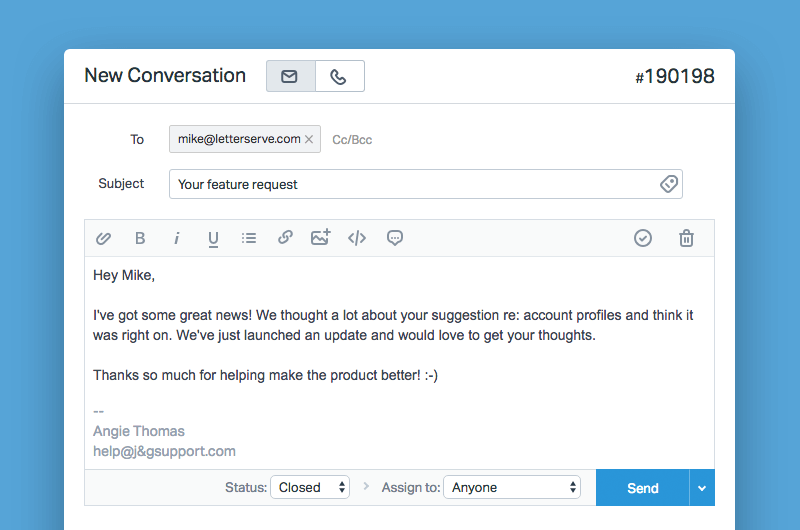 New Conversation
#190198
To mike@letterserve.com Cc/Bcc
Subject Your feature request
B i U
Hey Mike,
I've got some great news! We thought a lot about your suggestion re: account profiles and think it
was right on. We've just launched an update and would love to get your thoughts.
Thanks so much for helping make the product better! :-)
--
Angie Thomas
help@j&gsupport.com
Status: Closed Assign to: Anyone Send